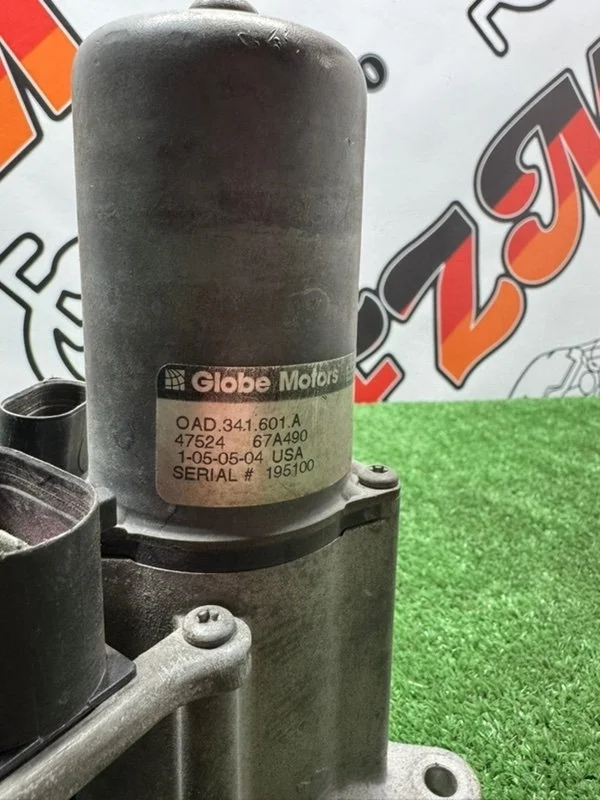 Globe Motors
OAD.341.601.A
47524 67A490
1-05-05-04 USA
SERIAL # 195100